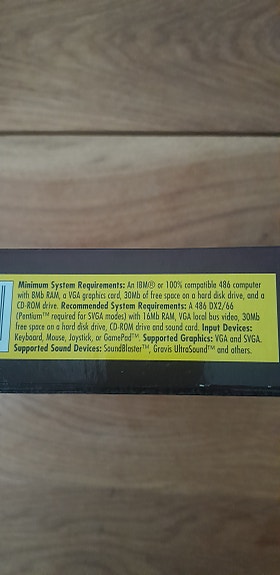 Minimum System Requirements: An IBM® or 100% compatible 486 computer
with 8Mb RAM, a VGA graphics card, 30Mb of free space on a hard disk drive, and a
CD-ROM drive. Recommended System Requirements: A 486 DX2/66
(Pentium™ required for SVGA modes) with 16Mb RAM, VGA local bus video, 30Mb
free space on a hard disk drive, CD-ROM drive and sound card. Input Devices:
Keyboard, Mouse, Joystick, or GamePad™. Supported Graphics: VGA and SVGA.
Supported Sound Devices: SoundBlaster™, Gravis UltraSound™ and others.